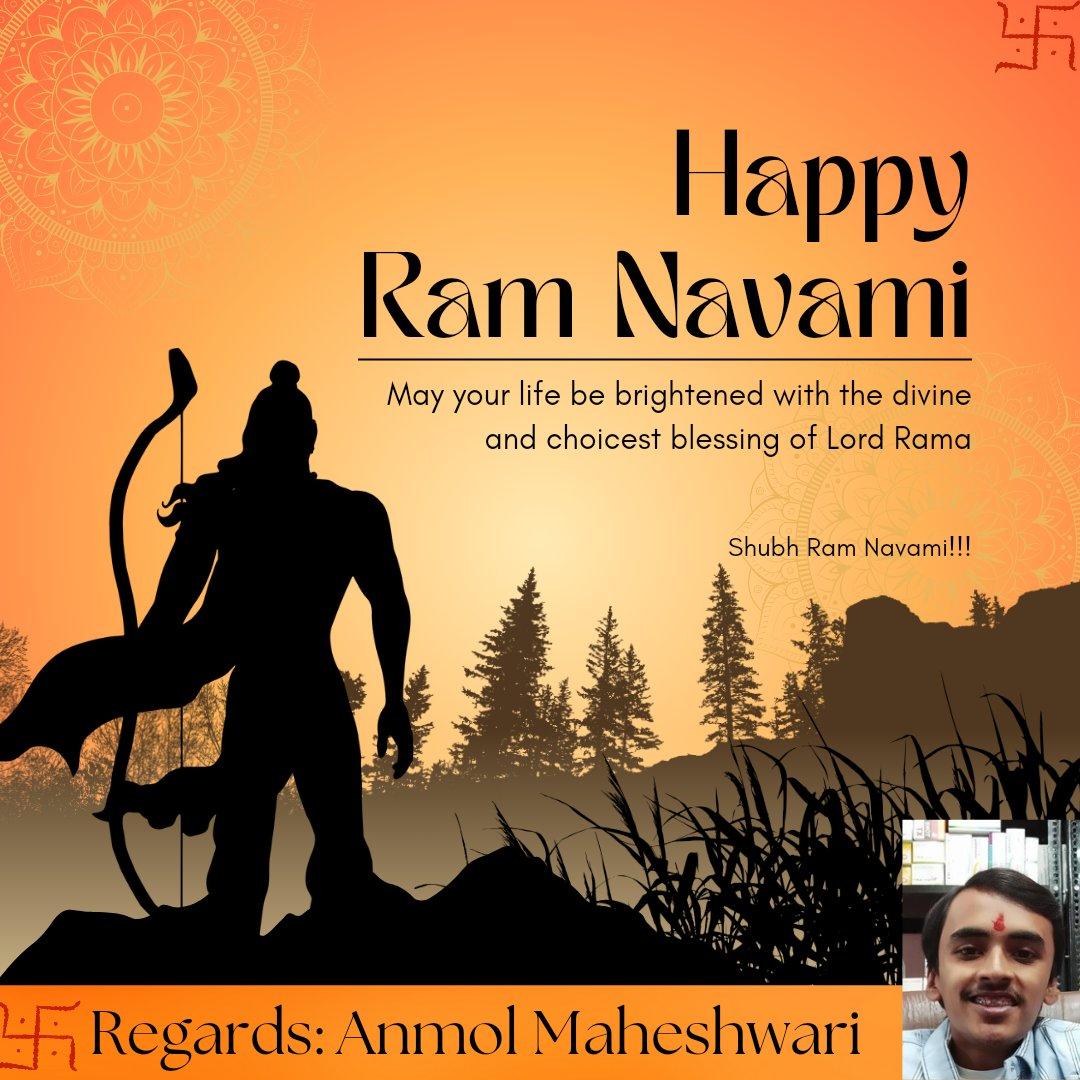 Happy
Ram Navami
May your life be brightened with the divine
and choicest blessing of Lord Rama
Shubh Ram Navami!!!
Regards: Anmol Maheshwari